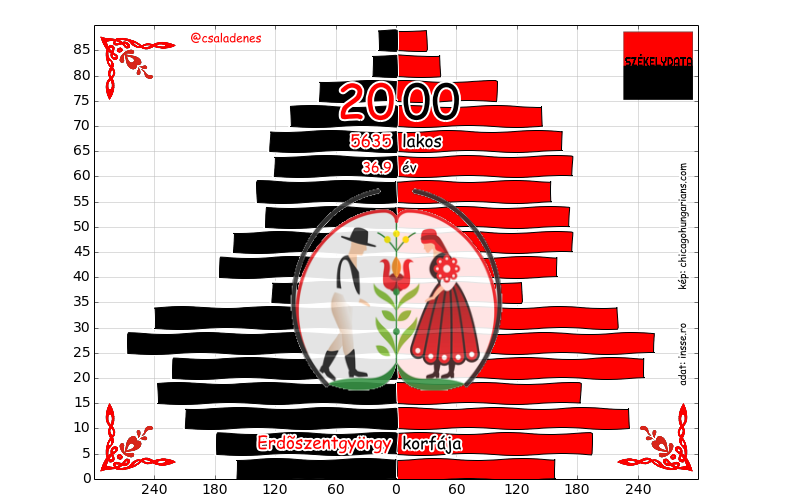 @csaladenes
SZÉKELYDATA
2000
5635 lakos
36.9 év
kép: chicagohungarians.com
adat: insse.ro
Erdőszentgyörgy korfája
85
80
75
70
65
60
55
50
45
40
35
30
25
20
15
10
5
0
240 180 120 60 0 60 120 180 240